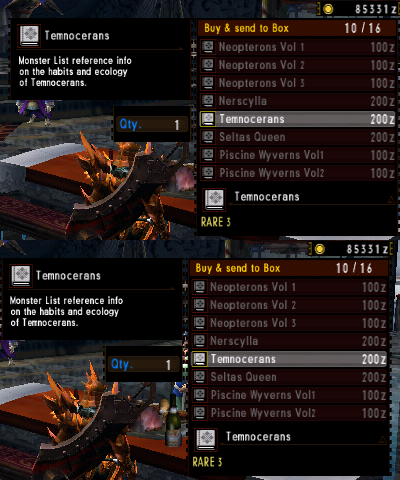 85331z
Temnocerans
Buy & send to Box 10/16
Monster List reference info
on the habits and ecology
of Temnocerans.
Neopterons Vol 1 100z
Neopterons Vol 2 100z
Neopterons Vol 3 100z
Nerscylla 200z
Temnocerans 200z
Seltas Queen 200z
Piscine Wyverns Vol1 100z
Piscine Wyverns Vol2 100z
Qty. 1
Temnocerans
RARE 3
85331z
Temnocerans
Buy & send to Box 10/16
Monster List reference info
on the habits and ecology
of Temnocerans.
Neopterons Vol 1 100z
Neopterons Vol 2 100z
Neopterons Vol 3 100z
Nerscylla 200z
Temnocerans 200z
Seltas Queen 200z
Piscine Wyverns Vol1 100z
Piscine Wyverns Vol2 100z
Qty. 1
Temnocerans
RARE 3